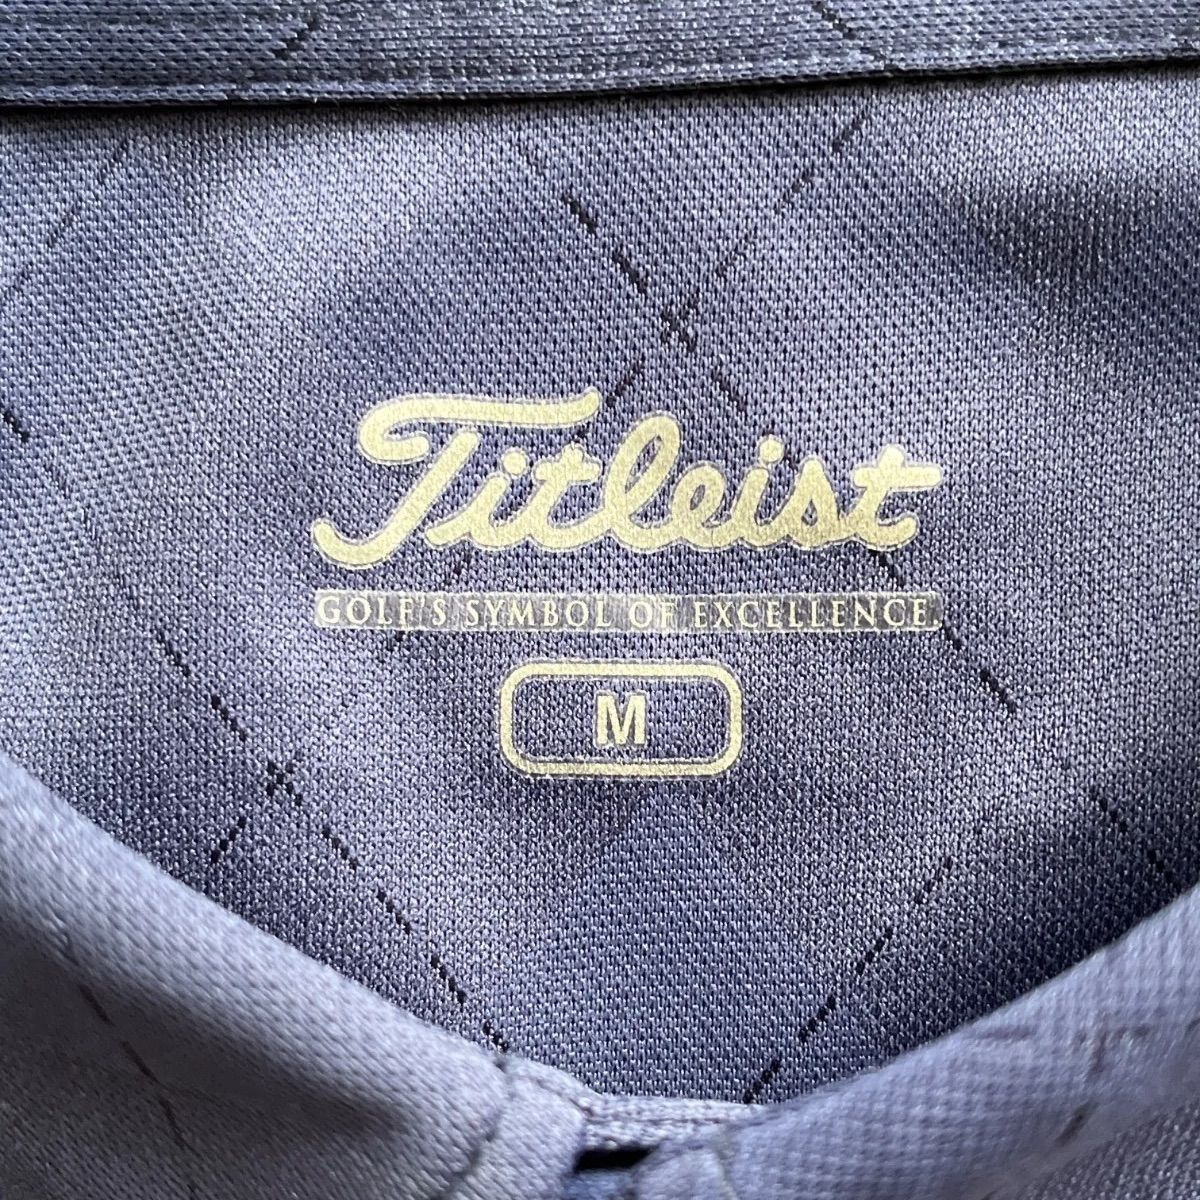 Titleist
GOLF'S SYMBOL OF EXCELLENCE.
M